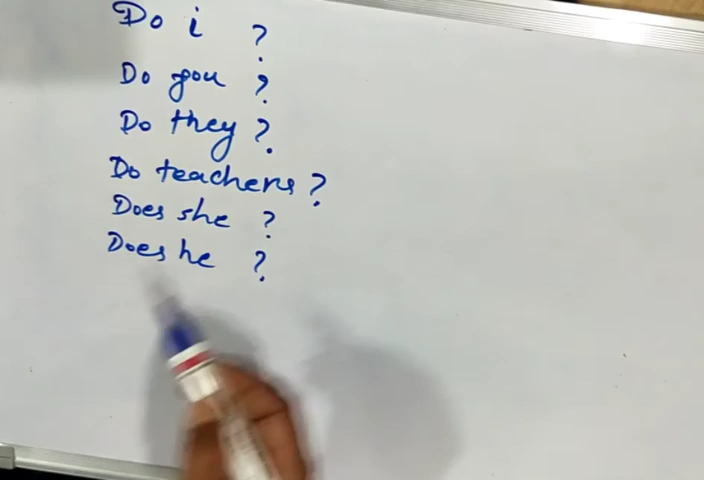 Do i ?
Do you ?
Do they ?
Do teachers ?
Does she ?
Does he ?